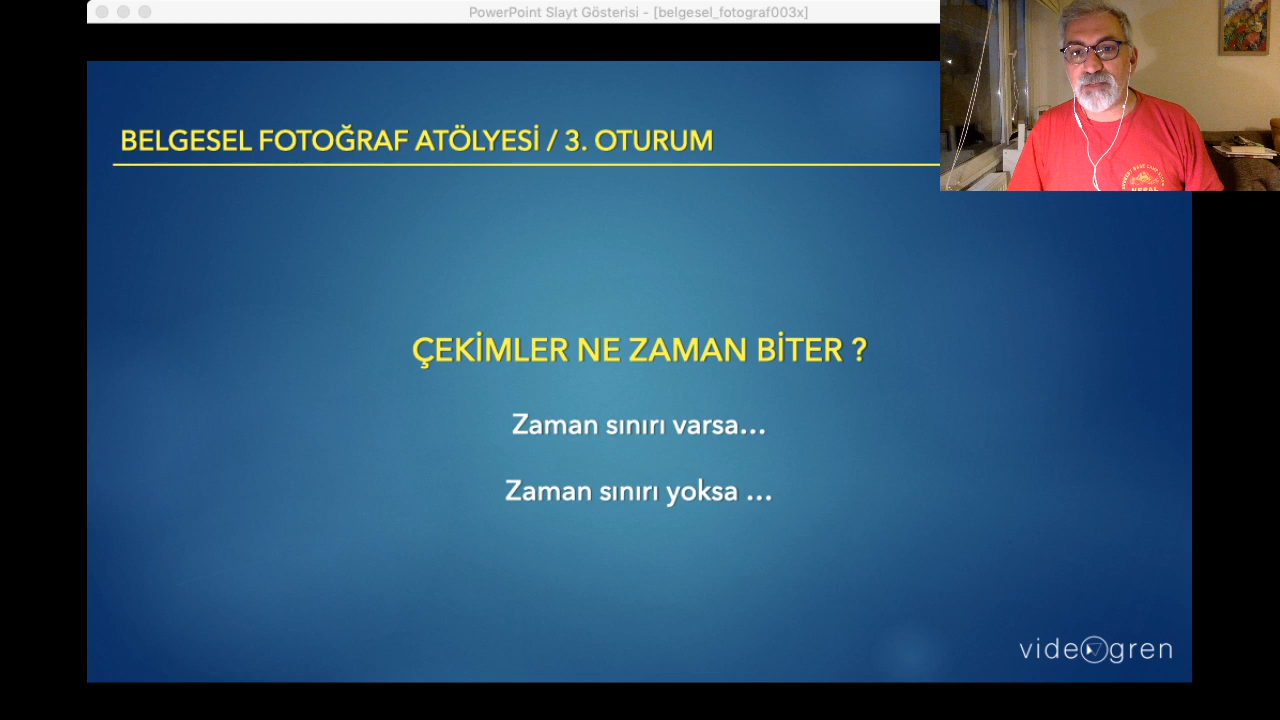 PowerPoint Slayt Gösterisi - [belgesel_fotograf003x]
BELGESEL FOTOĞRAF ATÖLYESİ / 3. OTURUM
ÇEKİMLER NE ZAMAN BİTER ?
Zaman sınırı varsa…
Zaman sınırı yoksa …
videogren